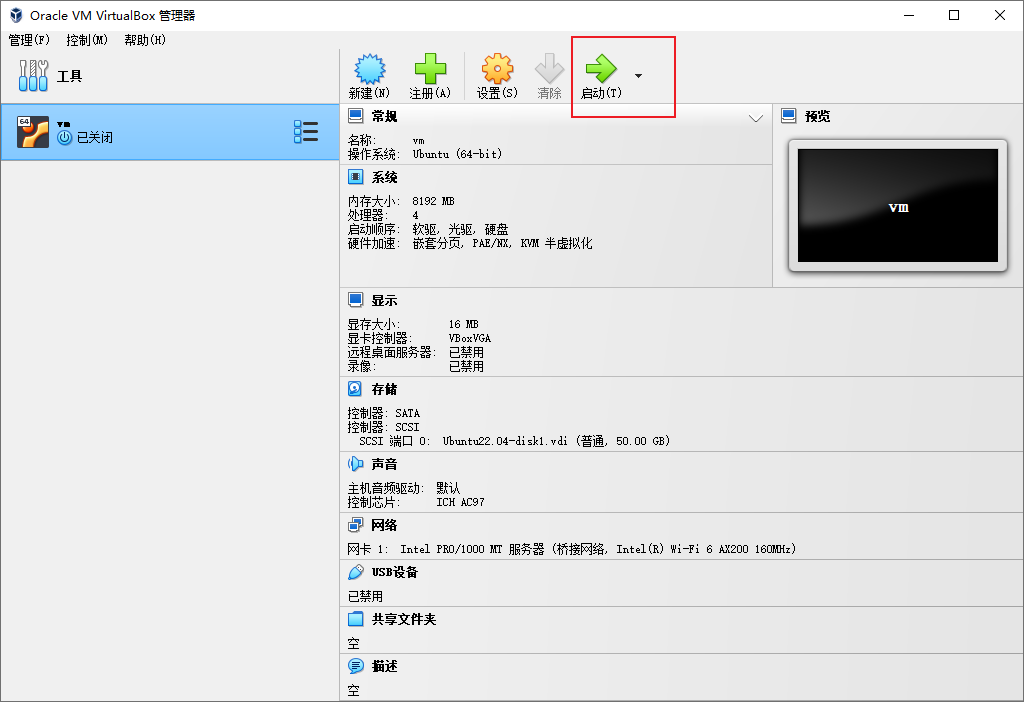 Oracle VM VirtualBox 管理器
管理(F) 控制(M) 帮助(H)
工具
新建(N) 注册(A) 设置(S) 清除 启动(T)
64
vm
已关闭
常规
名称: vm
操作系统: Ubuntu (64-bit)
预览
vm
系统
内存大小: 8192 MB
处理器: 4
启动顺序: 软驱, 光驱, 硬盘
硬件加速: 嵌套分页, PAE/NX, KVM 半虚拟化
显示
显存大小: 16 MB
显卡控制器: VBoxVGA
远程桌面服务器: 已禁用
录像: 已禁用
存储
控制器: SATA
控制器: SCSI
SCSI 端口 0: Ubuntu22.04-disk1.vdi (普通, 50.00 GB)
声音
主机音频驱动: 默认
控制芯片: ICH AC97
网络
网卡 1: Intel PRO/1000 MT 服务器 (桥接网络, Intel(R) Wi-Fi 6 AX200 160MHz)
USB设备
已禁用
共享文件夹
空
描述
空